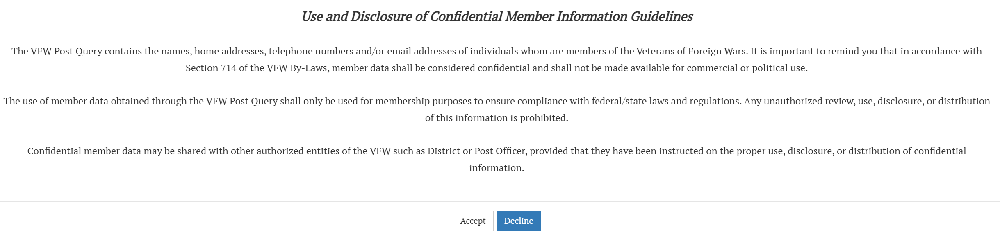 Use and Disclosure of Confidential Member Information Guidelines
The VFW Post Query contains the names, home addresses, telephone numbers and/or email addresses of individuals whom are members of the Veterans of Foreign Wars. It is important to remind you that in accordance with
Section 714 of the VFW By-Laws, member data shall be considered confidential and shall not be made available for commercial or political use.
The use of member data obtained through the VFW Post Query shall only be used for membership purposes to ensure compliance with federal/state laws and regulations. Any unauthorized review, use, disclosure, or distribution
of this information is prohibited.
Confidential member data may be shared with other authorized entities of the VFW such as District or Post Officer, provided that they have been instructed on the proper use, disclosure, or distribution of confidential
information.
Accept Decline